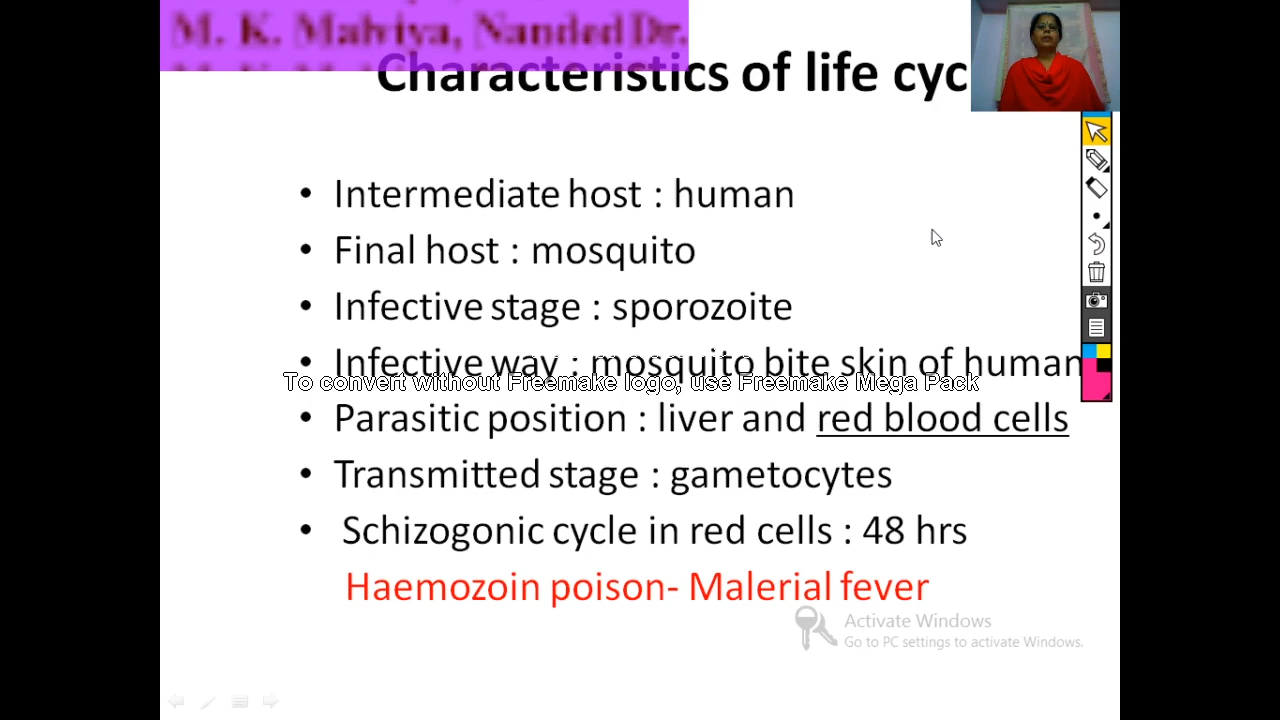 M. K. Malviya, Nanded Dr.
Characteristics of life cyc
• Intermediate host : human
• Final host : mosquito
• Infective stage : sporozoite
• Infective way : mosquito bite skin of human
To convert without Freemake logo, use Freemake Mega Pack
• Parasitic position : liver and red blood cells
• Transmitted stage : gametocytes
• Schizogonic cycle in red cells : 48 hrs
Haemozoin poison- Malerial fever
Activate Windows
Go to PC settings to activate Windows.